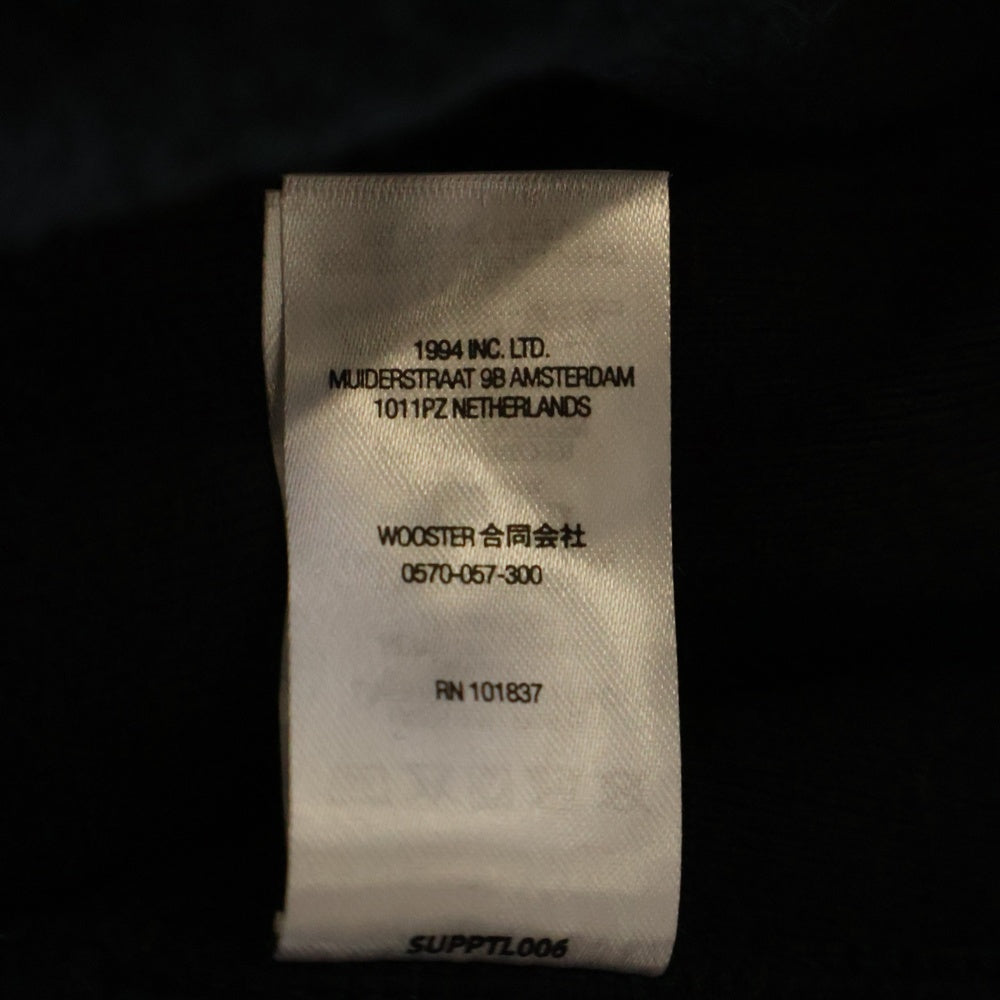 1994 INC. LTD.
MUIDERSTRAAT 9B AMSTERDAM
1011PZ NETHERLANDS
WOOSTER 合同会社
0570-057-300
RN 101837
SUPPTL006